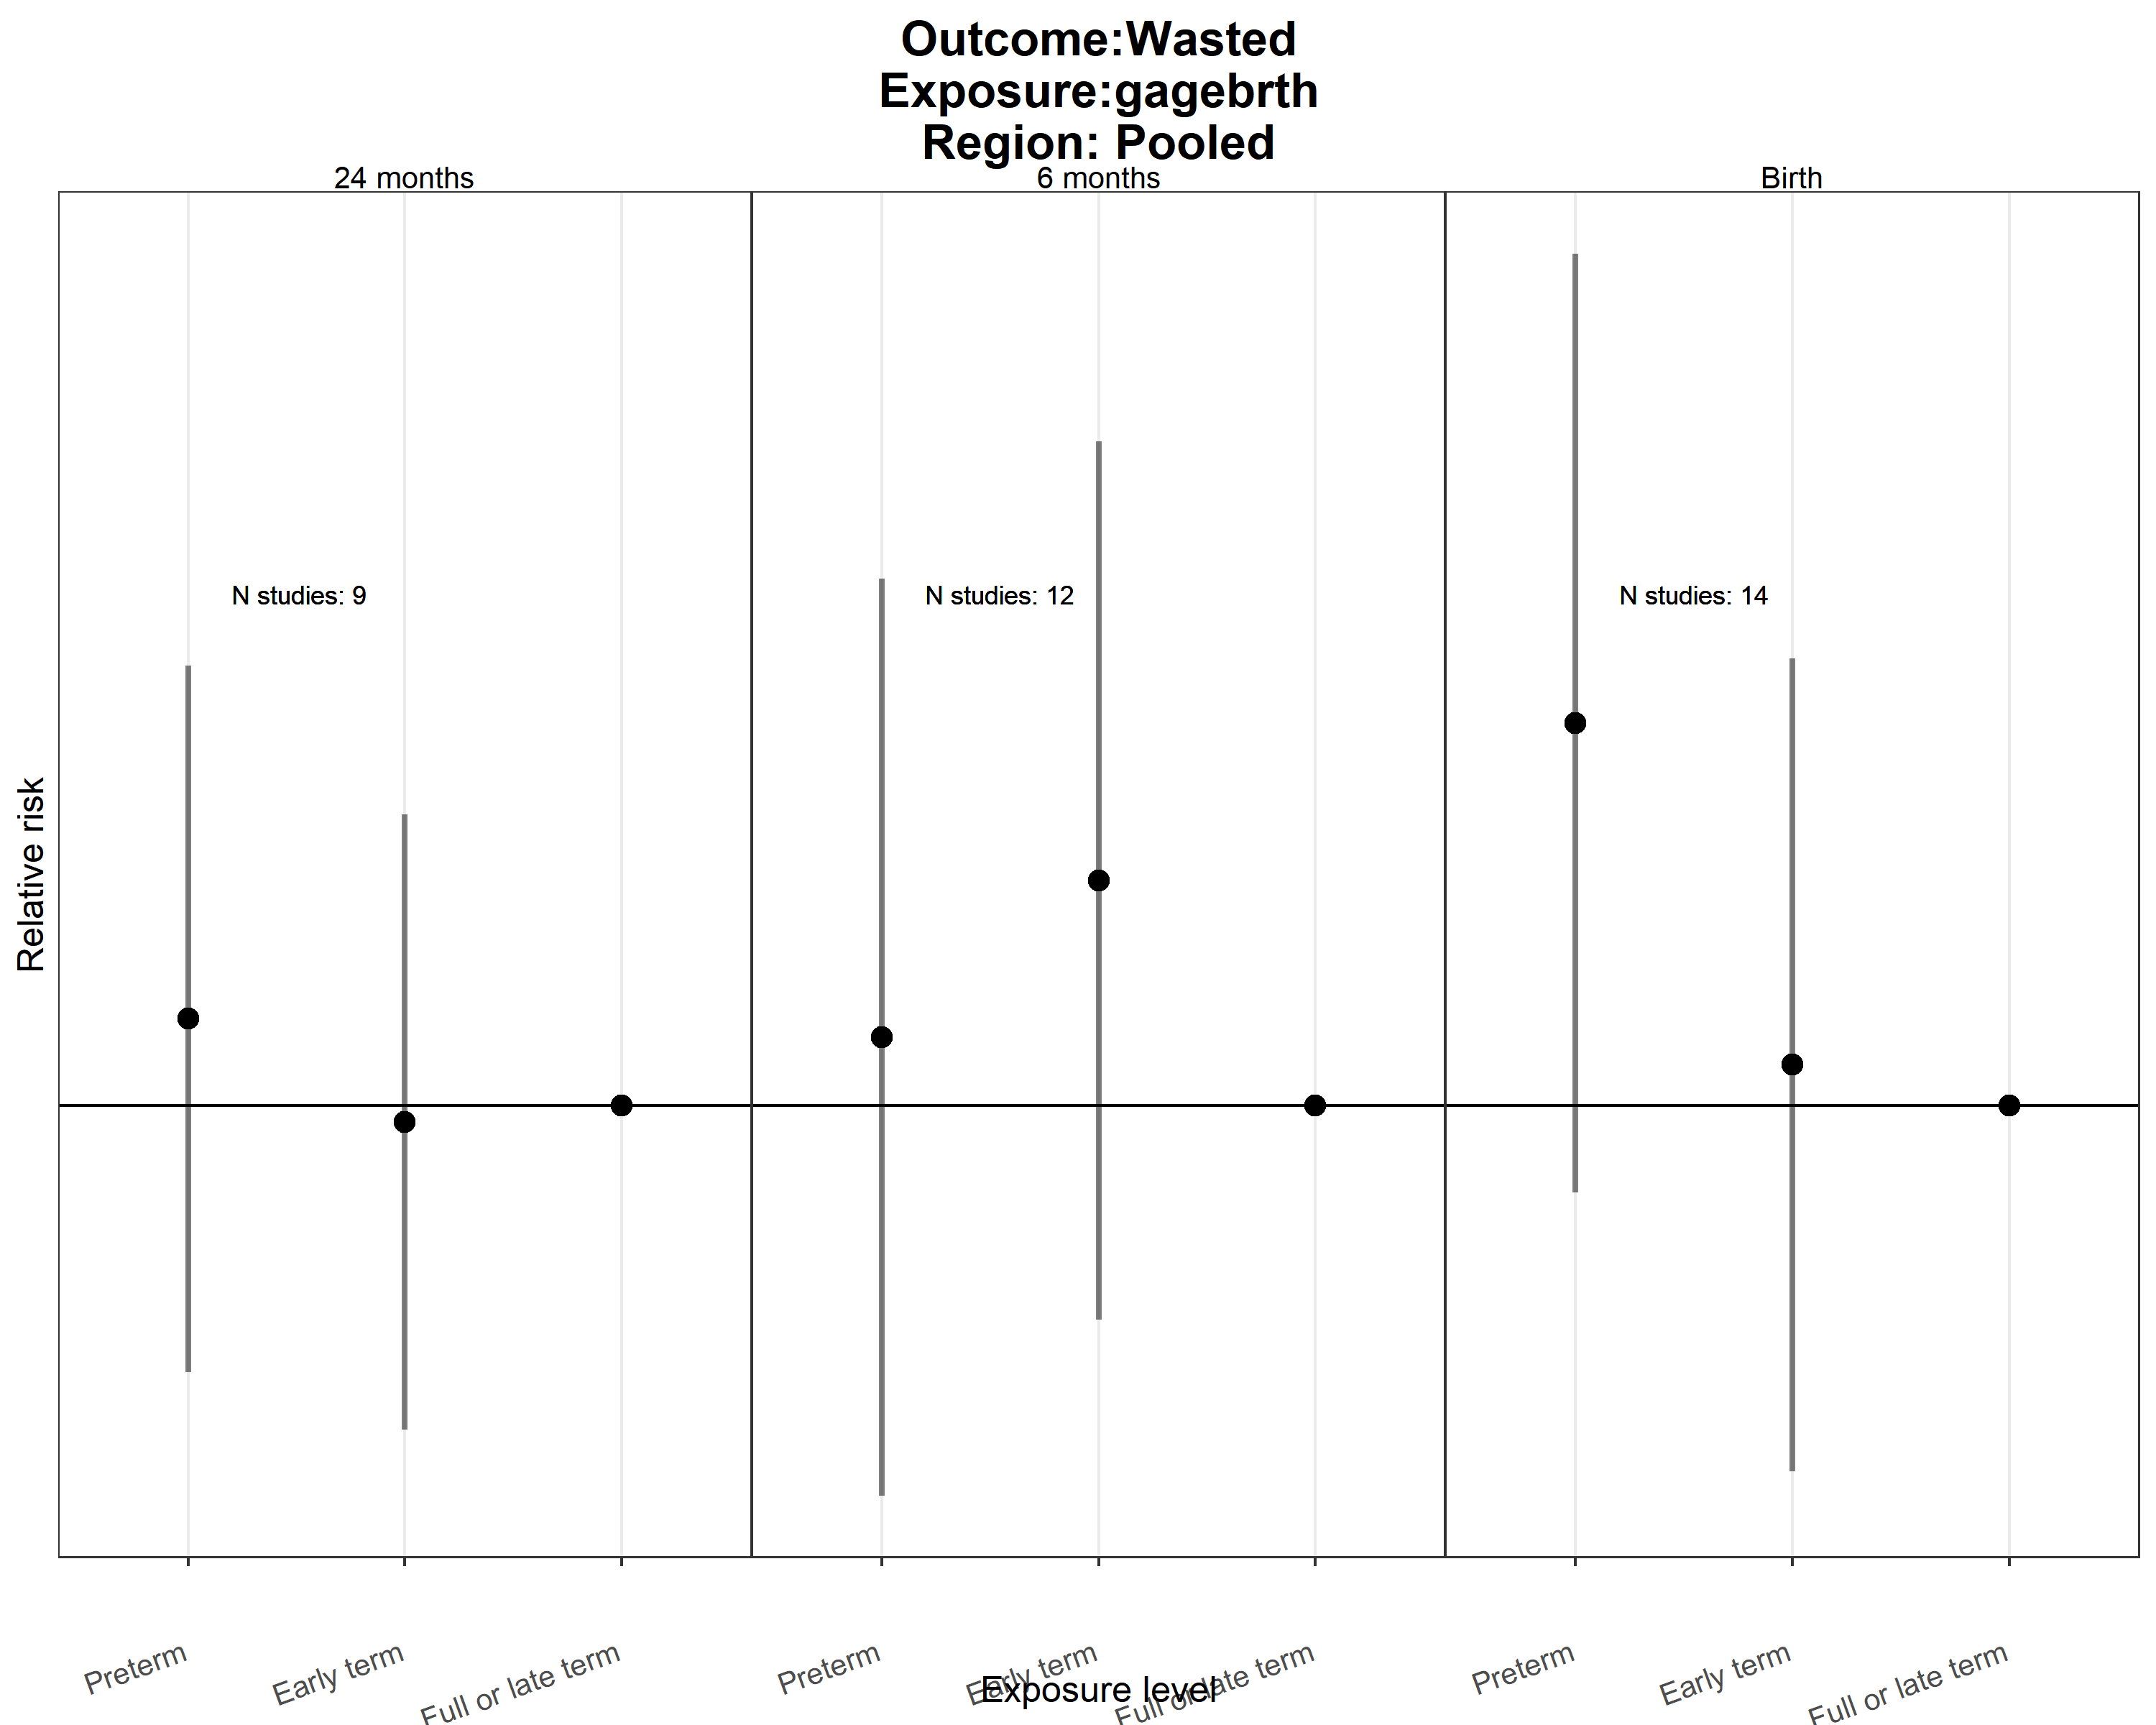 Outcome:Wasted
Exposure:gagebrth
Region: Pooled
24 months
6 months
Birth
N studies: 9
N studies: 12
N studies: 14
Relative risk
Preterm
Early term
Full or late term
Preterm
Early term
Full or late term
Preterm
Early term
Full or late term
Exposure level